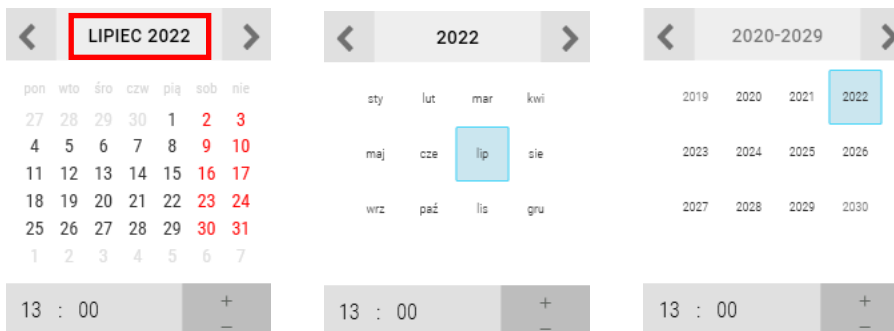 LIPIEC 2022
pon wto śro czw pią sob nie
27 28 29 30 1 2 3
4 5 6 7 8 9 10
11 12 13 14 15 16 17
18 19 20 21 22 23 24
25 26 27 28 29 30 31
1 2 3 4 5 6 7
13 : 00
+
–
2022
sty lut mar kwi
maj cze lip sie
wrz paź lis gru
13 : 00
+
–
2020-2029
2019 2020 2021 2022
2023 2024 2025 2026
2027 2028 2029 2030
13 : 00
+
–